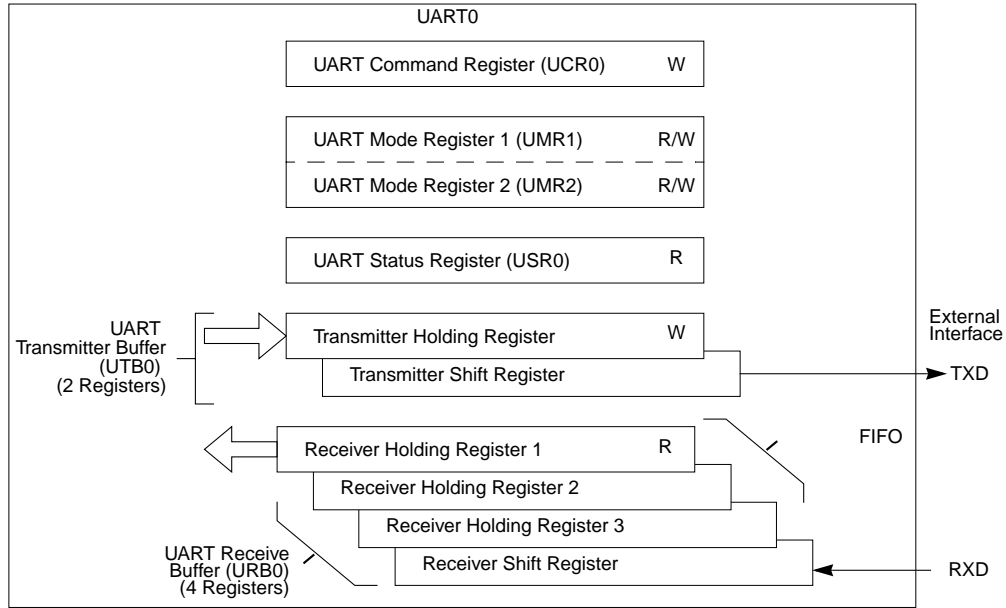 UART0
UART Command Register (UCR0) W
UART Mode Register 1 (UMR1) R/W
UART Mode Register 2 (UMR2) R/W
UART Status Register (USR0) R
UART
Transmitter Buffer
(UTB0)
(2 Registers)
Transmitter Holding Register W
Transmitter Shift Register
External
Interface
TXD
Receiver Holding Register 1 R
FIFO
Receiver Holding Register 2
Receiver Holding Register 3
Receiver Shift Register
UART Receive
Buffer (URB0)
(4 Registers)
RXD